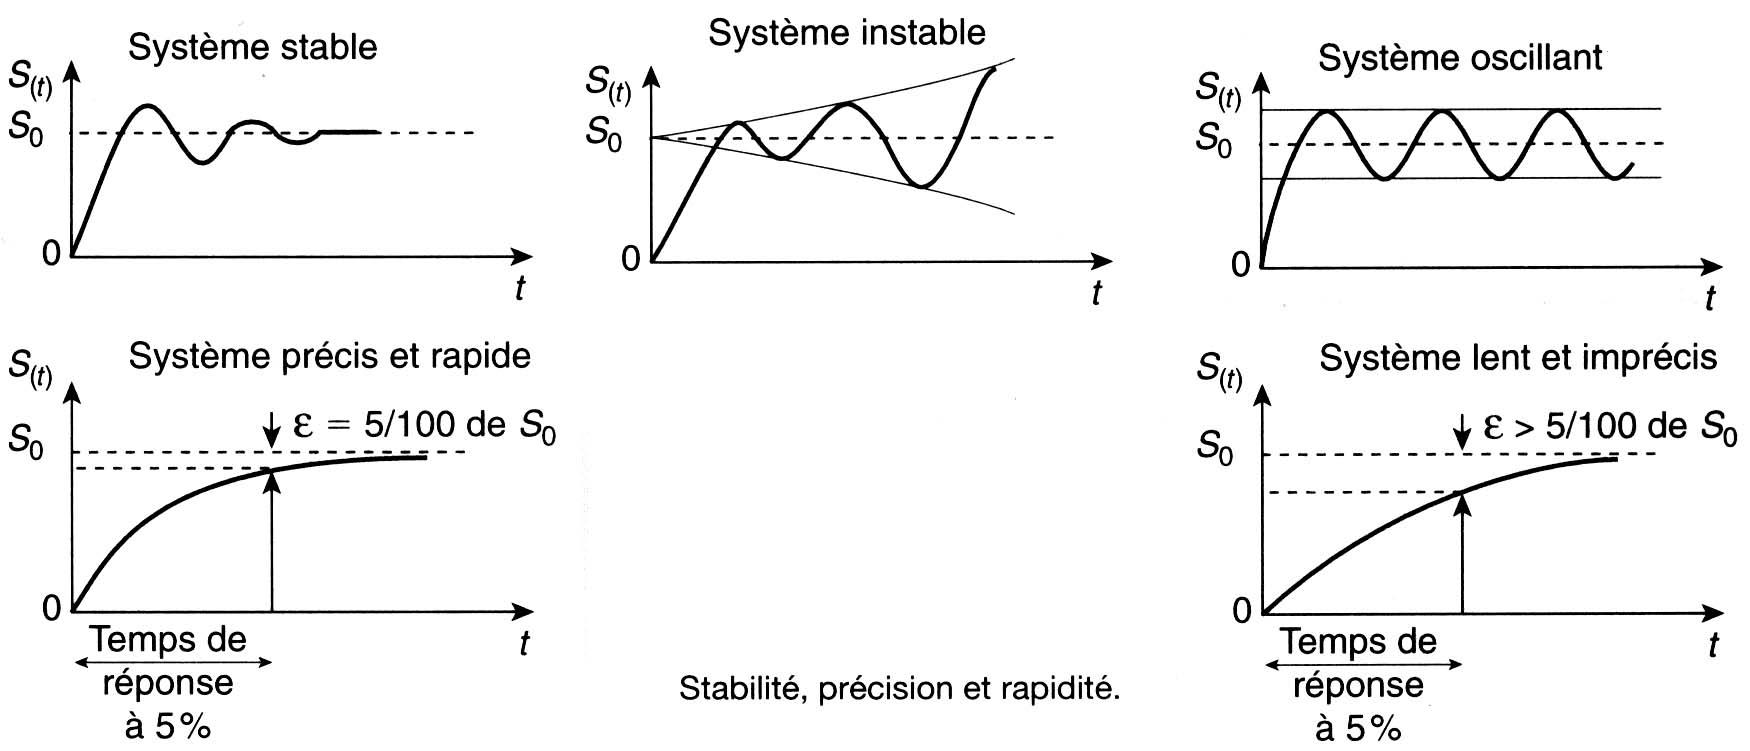 Système stable
S(t)
S0
0
t
Système instable
S(t)
S0
0
t
Système oscillant
S(t)
S0
0
t
Système précis et rapide
S(t)
ε = 5/100 de S0
S0
0
t
Temps de
réponse
à 5%
Système lent et imprécis
S(t)
ε > 5/100 de S0
S0
0
t
Temps de
réponse
à 5%
Stabilité, précision et rapidité.